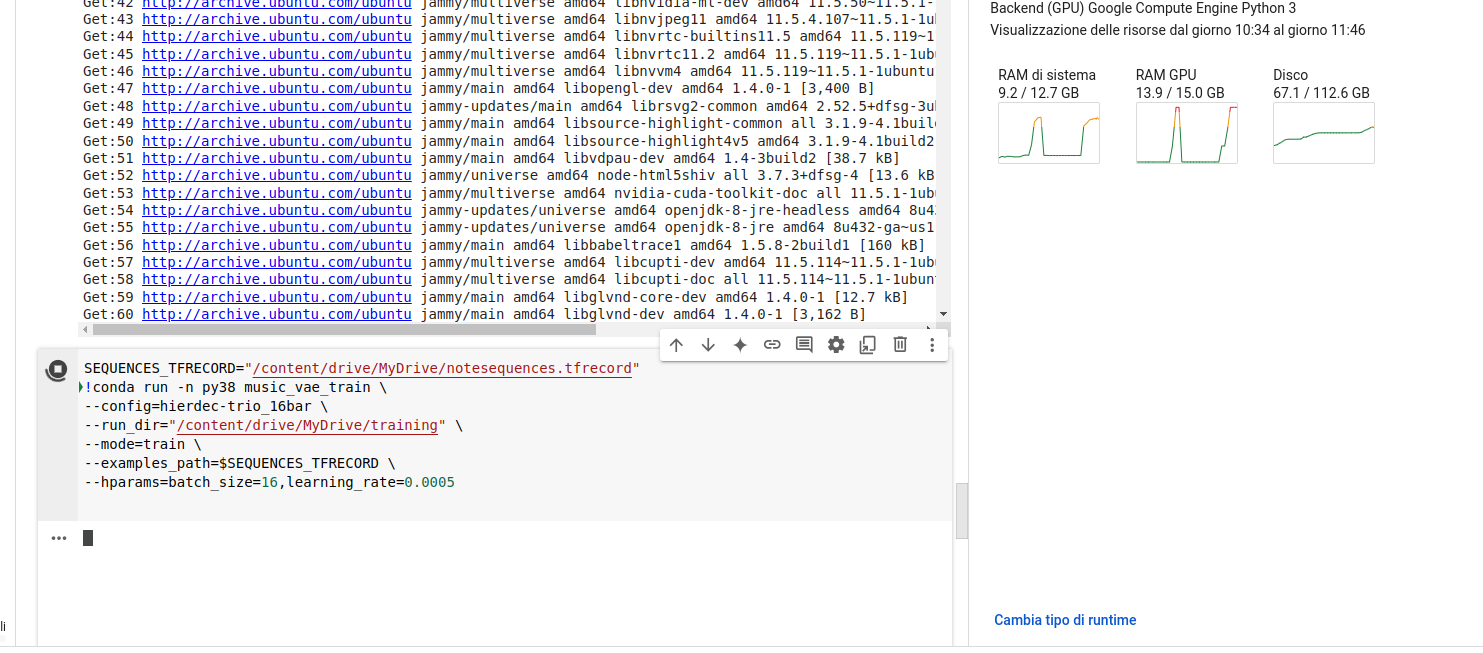 Get:42 http://archive.ubuntu.com/ubuntu jammy/multiverse amd64 libnvidia-ml-dev amd64 11.5.50~11.5.1-
Get:43 http://archive.ubuntu.com/ubuntu jammy/multiverse amd64 libnvjpeg11 amd64 11.5.4.107~11.5.1-1u
Get:44 http://archive.ubuntu.com/ubuntu jammy/multiverse amd64 libnvrtc-builtins11.5 amd64 11.5.119~1
Get:45 http://archive.ubuntu.com/ubuntu jammy/multiverse amd64 libnvrtc11.2 amd64 11.5.119~11.5.1-1ub
Get:46 http://archive.ubuntu.com/ubuntu jammy/multiverse amd64 libnvvm4 amd64 11.5.119~11.5.1-1ubuntu
Get:47 http://archive.ubuntu.com/ubuntu jammy/main amd64 libopengl-dev amd64 1.4.0-1 [3,400 B]
Get:48 http://archive.ubuntu.com/ubuntu jammy-updates/main amd64 librsvg2-common amd64 2.52.5+dfsg-3u
Get:49 http://archive.ubuntu.com/ubuntu jammy/main amd64 libsource-highlight-common all 3.1.9-4.1buil
Get:50 http://archive.ubuntu.com/ubuntu jammy/main amd64 libsource-highlight4v5 amd64 3.1.9-4.1build2
Get:51 http://archive.ubuntu.com/ubuntu jammy/main amd64 libvdpau-dev amd64 1.4-3build2 [38.7 kB]
Get:52 http://archive.ubuntu.com/ubuntu jammy/universe amd64 node-html5shiv all 3.7.3+dfsg-4 [13.6 kB
Get:53 http://archive.ubuntu.com/ubuntu jammy/multiverse amd64 nvidia-cuda-toolkit-doc all 11.5.1-1ub
Get:54 http://archive.ubuntu.com/ubuntu jammy-updates/universe amd64 openjdk-8-jre-headless amd64 8u4
Get:55 http://archive.ubuntu.com/ubuntu jammy-updates/universe amd64 openjdk-8-jre amd64 8u432-ga~us1
Get:56 http://archive.ubuntu.com/ubuntu jammy/main amd64 libbabeltrace1 amd64 1.5.8-2build1 [160 kB]
Get:57 http://archive.ubuntu.com/ubuntu jammy/multiverse amd64 libcupti-dev amd64 11.5.114~11.5.1-1ub
Get:58 http://archive.ubuntu.com/ubuntu jammy/multiverse amd64 libcupti-doc all 11.5.114~11.5.1-1ubun
Get:59 http://archive.ubuntu.com/ubuntu jammy/main amd64 libglvnd-core-dev amd64 1.4.0-1 [12.7 kB]
Get:60 http://archive.ubuntu.com/ubuntu jammy/main amd64 libglvnd-dev amd64 1.4.0-1 [3,162 B]
SEQUENCES_TFRECORD="/content/drive/MyDrive/notesequences.tfrecord"
!conda run -n py38 music_vae_train \
--config=hierdec-trio_16bar \
--run_dir="/content/drive/MyDrive/training" \
--mode=train \
--examples_path=$SEQUENCES_TFRECORD \
--hparams=batch_size=16,learning_rate=0.0005
li
Backend (GPU) Google Compute Engine Python 3
Visualizzazione delle risorse dal giorno 10:34 al giorno 11:46
RAM di sistema
9.2 / 12.7 GB
RAM GPU
13.9 / 15.0 GB
Disco
67.1 / 112.6 GB
Cambia tipo di runtime